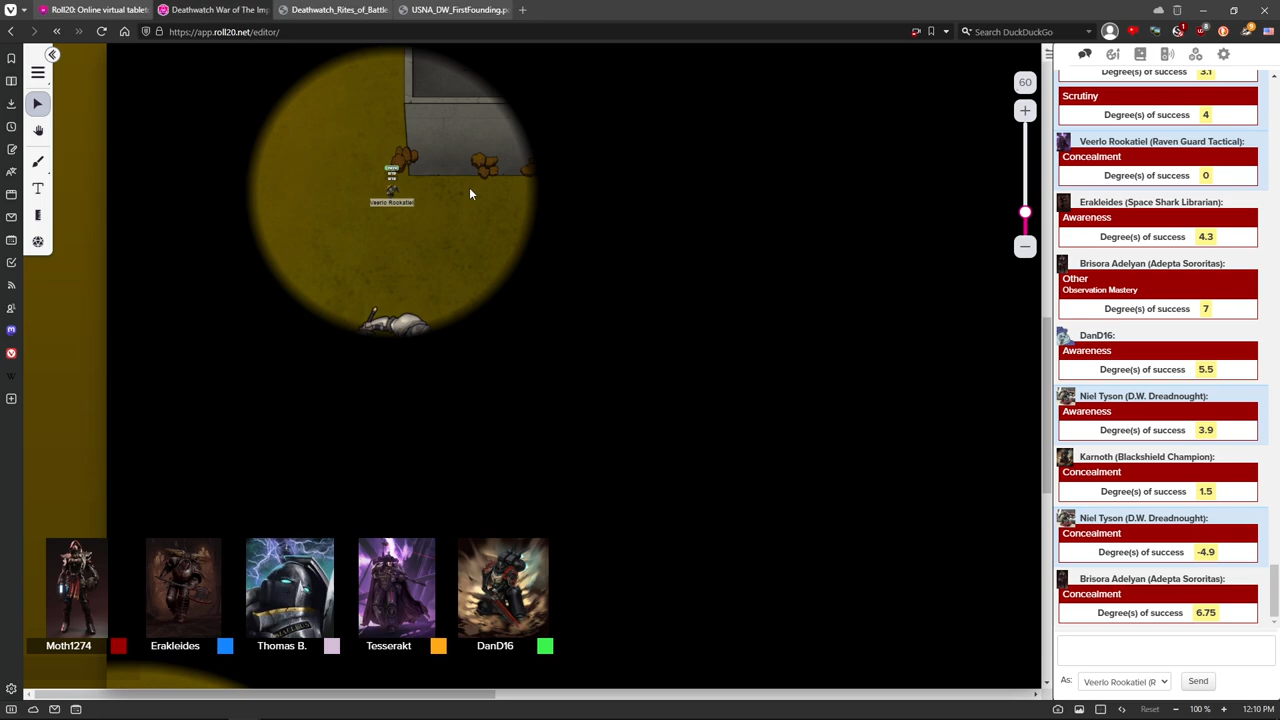 Roll20: Online virtual tablet
Deathwatch War of The Imp
Deathwatch_Rites_of_Battle
USNA_DW_FirstFounding.p
https://app.roll20.net/editor/
Search DuckDuckGo
60
3.1
Degree(s) of success
Scrutiny
Degree(s) of success 4
Veerlo Rookatiel (Raven Guard Tactical):
Concealment
Degree(s) of success 0
Erakleides (Space Shark Librarian):
Awareness
Degree(s) of success 4.3
Brisora Adelyan (Adepta Sororitas):
Other
Observation Mastery
Degree(s) of success 7
DanD16:
Awareness
Degree(s) of success 5.5
Niel Tyson (D.W. Dreadnought):
Awareness
Degree(s) of success 3.9
Karnoth (Blackshield Champion):
Concealment
Degree(s) of success 1.5
Niel Tyson (D.W. Dreadnought):
Concealment
Degree(s) of success -4.9
Brisora Adelyan (Adepta Sororitas):
Concealment
Degree(s) of success 6.75
Veerlo Rookatiel
Moth1274
Erakleides
Thomas B.
Tesserakt
DanD16
As: Veerlo Rookatiel (R
Send
Reset
100 %
12:10 PM